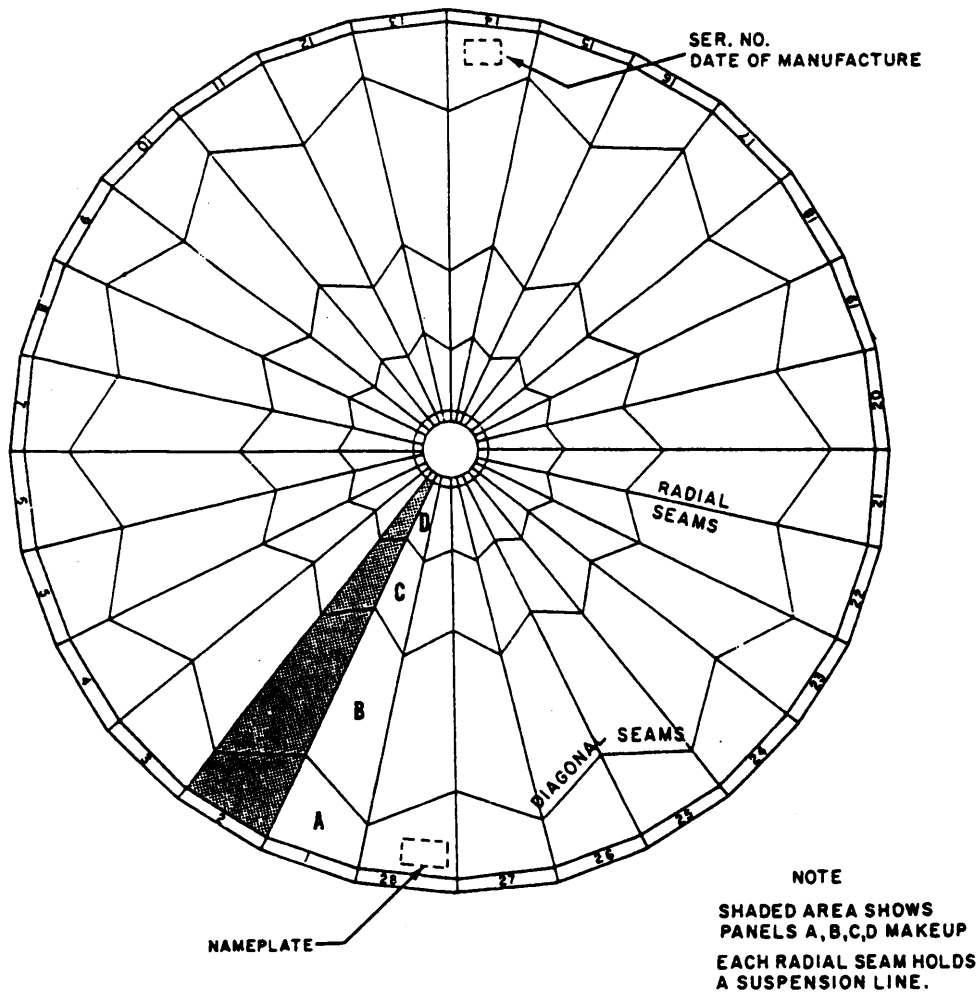 13
14
12
15
SER. NO.
DATE OF MANUFACTURE
11
16
10
17
9
18
8
19
7
20
6
21
RADIAL
SEAMS
D
5
22
C
4
23
B
DIAGONAL SEAMS
3
24
2
A
25
1
26
28
27
NAMEPLATE
NOTE
SHADED AREA SHOWS
PANELS A,B,C,D MAKEUP
EACH RADIAL SEAM HOLDS
A SUSPENSION LINE.